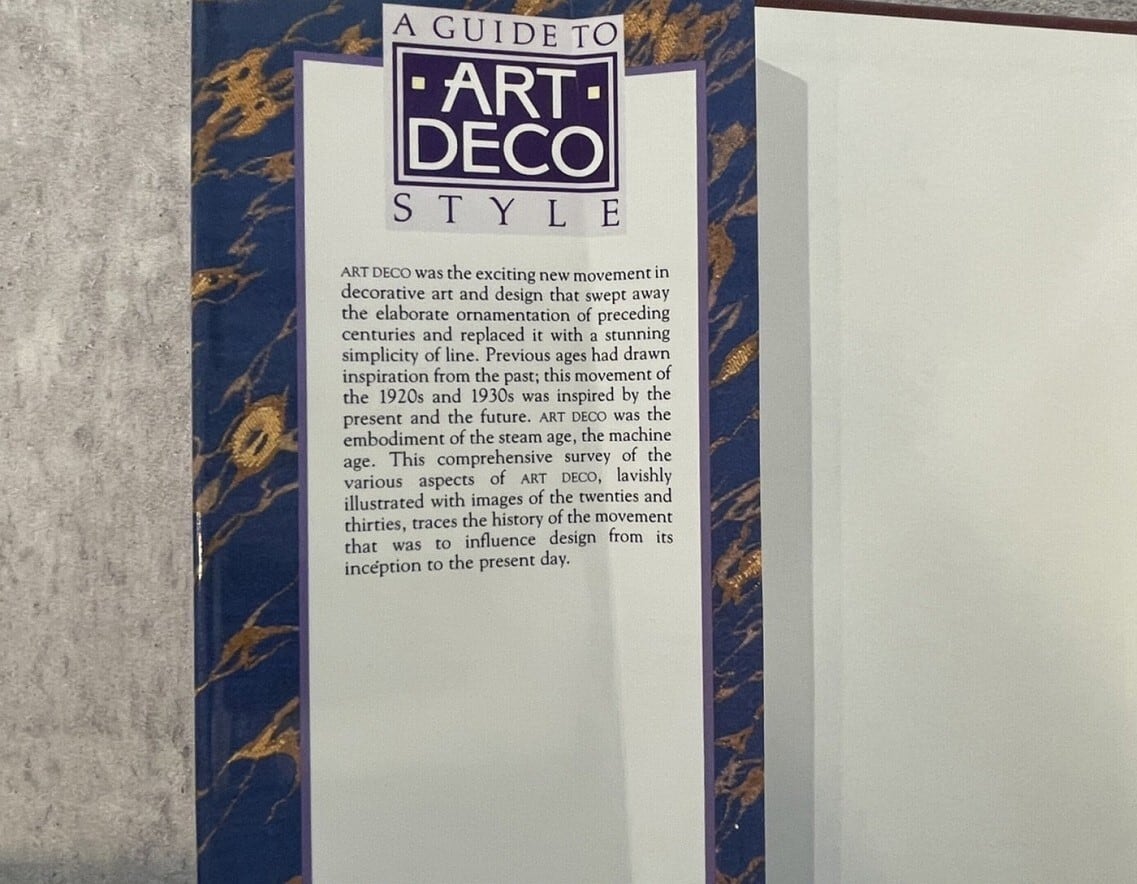 A GUIDE TO
ART
DECO
STYLE
ART DECO was the exciting new movement in
decorative art and design that swept away
the elaborate ornamentation of preceding
centuries and replaced it with a stunning
simplicity of line. Previous ages had drawn
inspiration from the past; this movement of
the 1920s and 1930s was inspired by the
present and the future. ART DECO was the
embodiment of the steam age, the machine
age. This comprehensive survey of the
various aspects of ART DECO, lavishly
illustrated with images of the twenties and
thirties, traces the history of the movement
that was to influence design from its
inception to the present day.